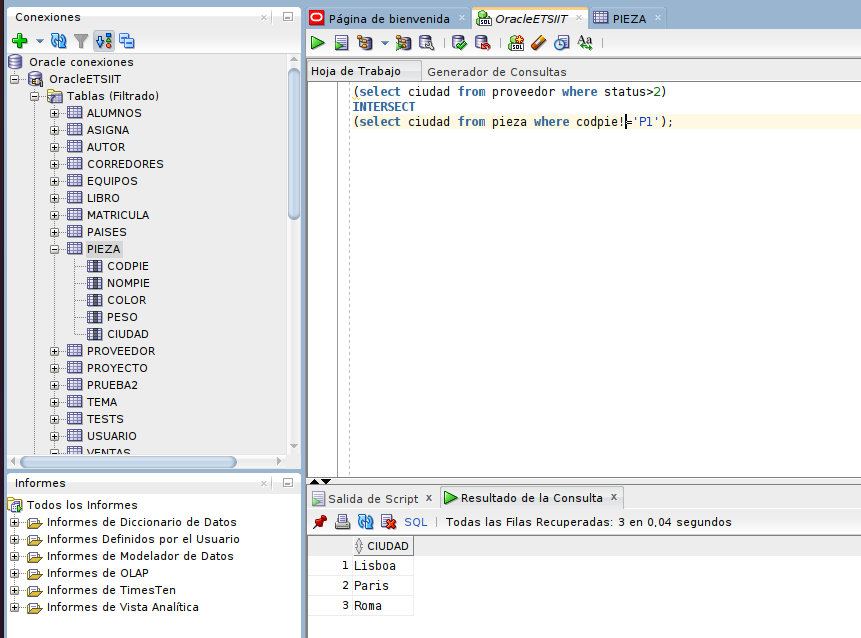 Conexiones
Oracle conexiones
OracleETSIIT
Tablas (Filtrado)
ALUMNOS
ASIGNA
AUTOR
CORREDORES
EQUIPOS
LIBRO
MATRICULA
PAISES
PIEZA
CODPIE
NOMPIE
COLOR
PESO
CIUDAD
PROVEEDOR
PROYECTO
PRUEBA2
TEMA
TESTS
USUARIO
VENTAS
Informes
Todos los Informes
Informes de Diccionario de Datos
Informes Definidos por el Usuario
Informes de Modelador de Datos
Informes de OLAP
Informes de TimesTen
Informes de Vista Analítica
Página de bienvenida OracleETSIIT PIEZA
Hoja de Trabajo Generador de Consultas
(select ciudad from proveedor where status>2)
INTERSECT
(select ciudad from pieza where codpie!='P1');
Salida de Script x Resultado de la Consulta x
SQL | Todas las Filas Recuperadas: 3 en 0,04 segundos
CIUDAD
1 Lisboa
2 Paris
3 Roma